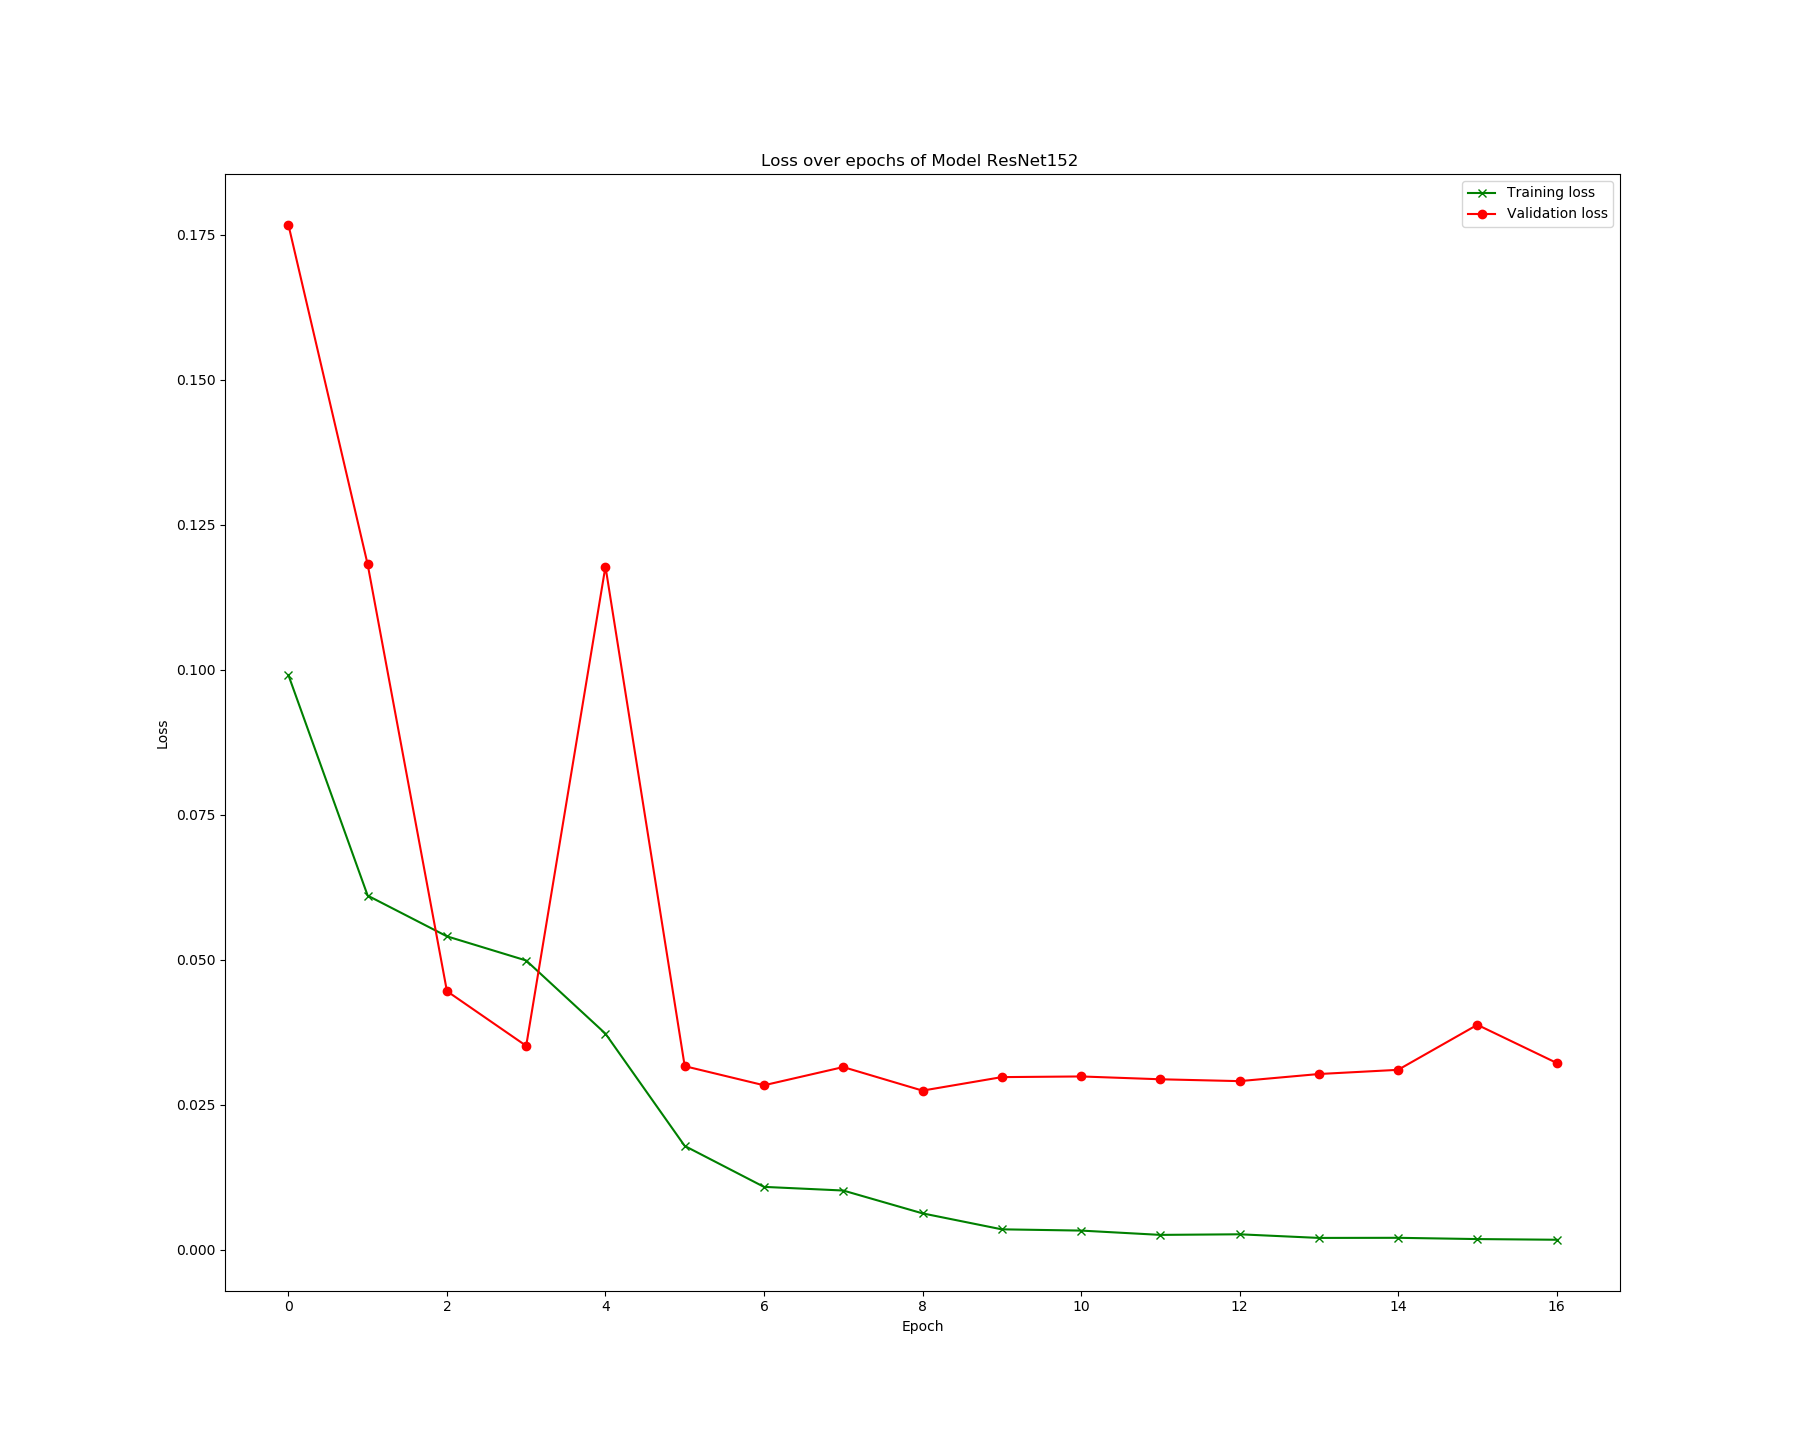 Loss over epochs of Model ResNet152
Training loss
Validation loss
0.175
0.150
0.125
0.100
0.075
0.050
0.025
0.000
Loss
0 2 4 6 8 10 12 14 16
Epoch